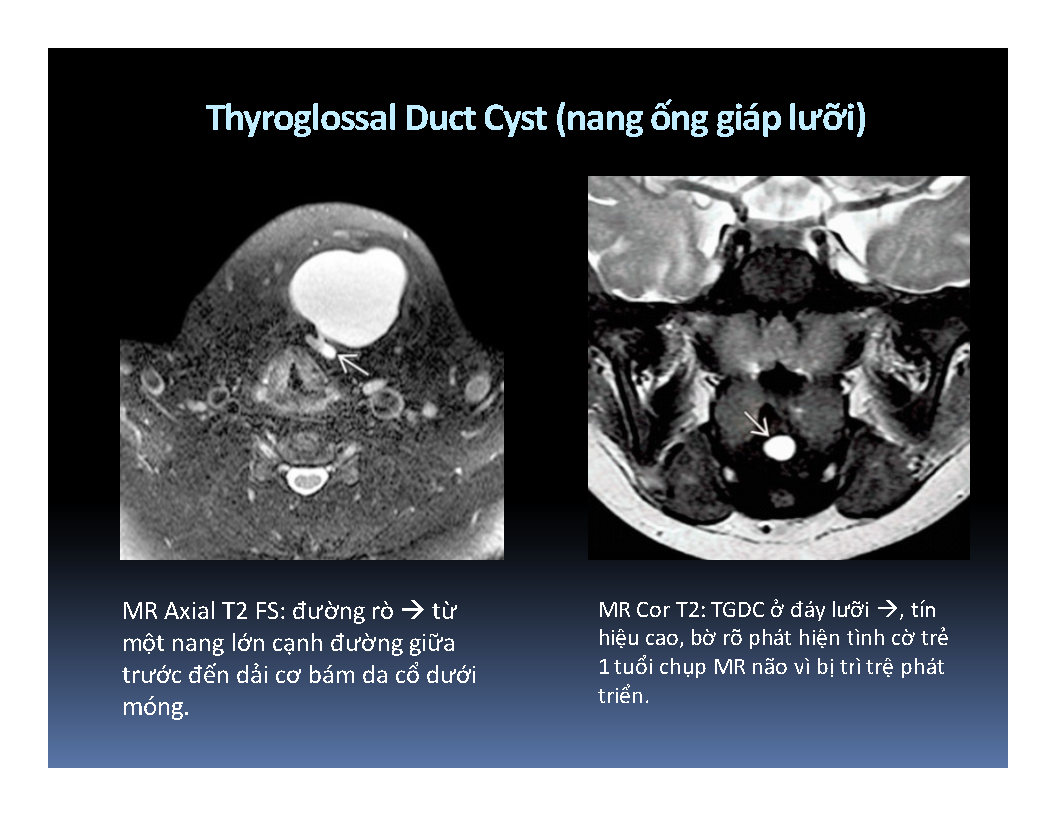 Thyroglossal Duct Cyst (nang ống giáp lưỡi)
MR Axial T2 FS: đường rò → từ
một nang lớn cạnh đường giữa
trước đến dải cơ bám da cổ dưới
móng.
MR Cor T2: TGDC ở đáy lưỡi →, tín
hiệu cao, bờ rõ phát hiện tình cờ trẻ
1 tuổi chụp MR não vì bị trì trệ phát
triển.